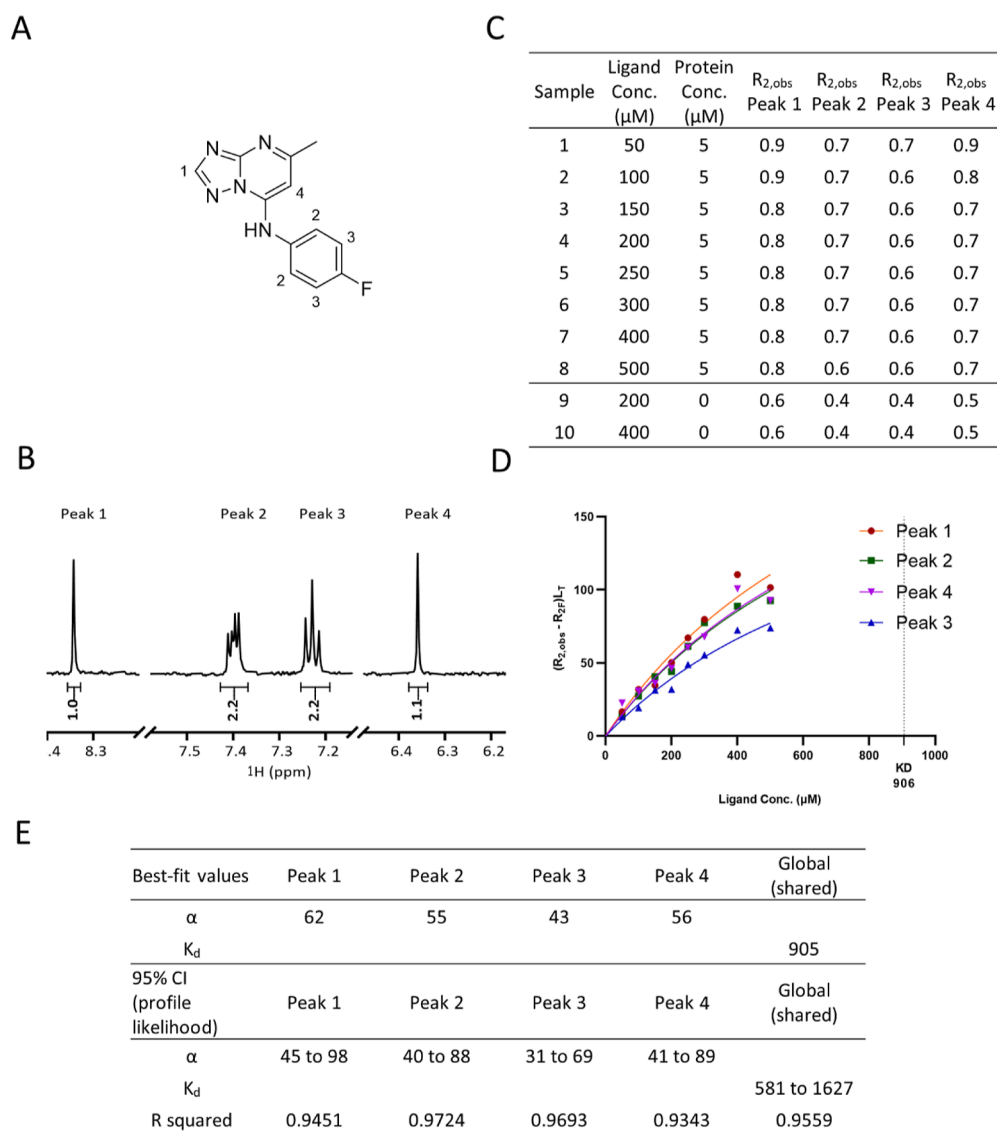 A
N
N
1
N
N
N
4
HN
2
3
2
3
F
C
Sample Ligand Conc. (µM) Protein Conc. (µM) R2,obs Peak 1 R2,obs Peak 2 R2,obs Peak 3 R2,obs Peak 4
1 50 5 0.9 0.7 0.7 0.9
2 100 5 0.9 0.7 0.6 0.8
3 150 5 0.8 0.7 0.6 0.7
4 200 5 0.8 0.7 0.6 0.7
5 250 5 0.8 0.7 0.6 0.7
6 300 5 0.8 0.7 0.6 0.7
7 400 5 0.8 0.7 0.6 0.7
8 500 5 0.8 0.6 0.6 0.7
9 200 0 0.6 0.4 0.4 0.5
10 400 0 0.6 0.4 0.4 0.5
B
Peak 1 Peak 2 Peak 3 Peak 4
1.0 2.2 2.2 1.1
.4 8.3 7.5 7.4 7.3 7.2 6.4 6.3 6.2
1H (ppm)
D
150
100
50
0
(R2,obs - R2F)LT
Peak 1
Peak 2
Peak 4
Peak 3
0 200 400 600 800 1000
KD
906
Ligand Conc. (µM)
E
Best-fit values Peak 1 Peak 2 Peak 3 Peak 4 Global (shared)
α 62 55 43 56
Kd 905
95% CI (profile likelihood) Peak 1 Peak 2 Peak 3 Peak 4 Global (shared)
α 45 to 98 40 to 88 31 to 69 41 to 89
Kd 581 to 1627
R squared 0.9451 0.9724 0.9693 0.9343 0.9559